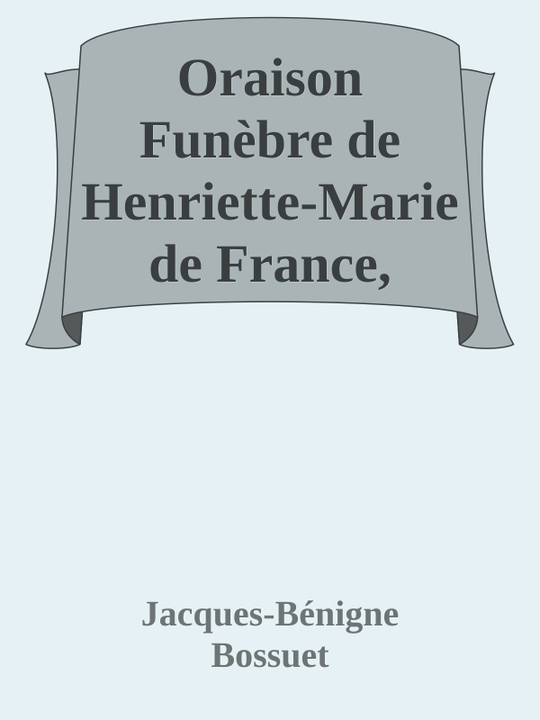 Oraison
Funèbre de
Henriette-Marie
de France,
Jacques-Bénigne
Bossuet